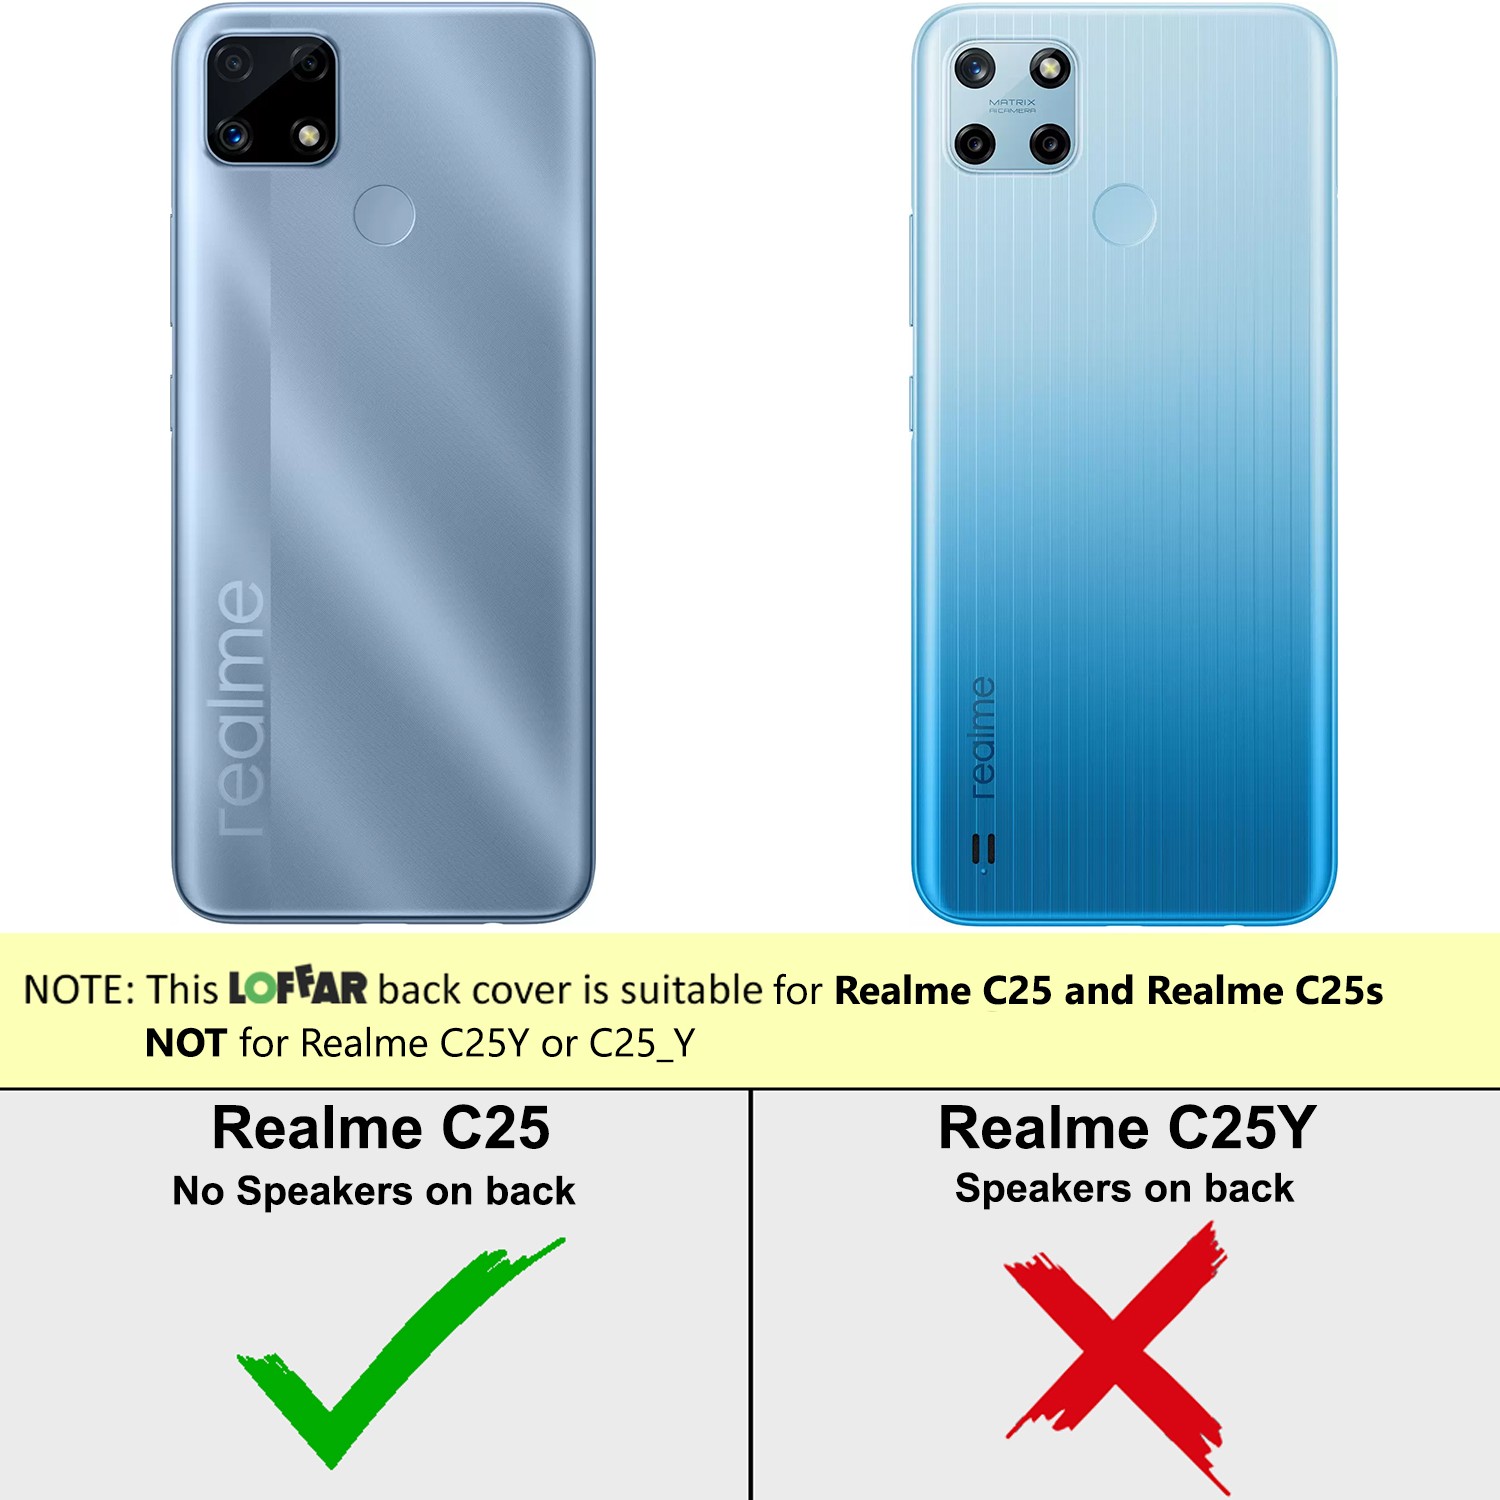 MATRIX
AI CAMERA
realme
realme
NOTE: This LOFFAR back cover is suitable for Realme C25 and Realme C25s
NOT for Realme C25Y or C25_Y
Realme C25
No Speakers on back
Realme C25Y
Speakers on back